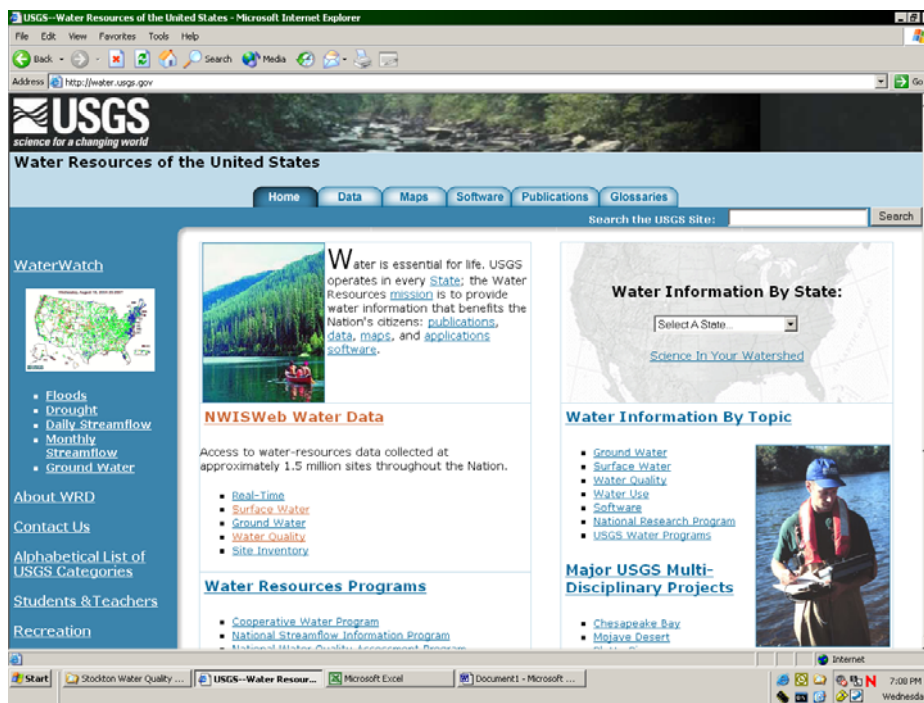 USGS--Water Resources of the United States - Microsoft Internet Explorer
File Edit View Favorites Tools Help
Back Search Media
Address http://water.usgs.gov Go
USGS
science for a changing world
Water Resources of the United States
Home Data Maps Software Publications Glossaries
Search the USGS Site: Search
WaterWatch
Floods
Drought
Daily Streamflow
Monthly
Streamflow
Ground Water
About WRD
Contact Us
Alphabetical List of
USGS Categories
Students & Teachers
Recreation
Water is essential for life. USGS
operates in every State; the Water
Resources mission is to provide
water information that benefits the
Nation's citizens: publications,
data, maps, and applications
software.
NWISWeb Water Data
Access to water-resources data collected at
approximately 1.5 million sites throughout the Nation.
Real-Time
Surface Water
Ground Water
Water Quality
Site Inventory
Water Resources Programs
Cooperative Water Program
National Streamflow Information Program
National Water Quality Assessment Program
Water Information By State:
Select A State...
Science In Your Watershed
Water Information By Topic
Ground Water
Surface Water
Water Quality
Water Use
Software
National Research Program
USGS Water Programs
Major USGS Multi-
Disciplinary Projects
Chesapeake Bay
Mojave Desert
Internet
Start Stockton Water Quality ... USGS--Water Resour... Microsoft Excel Document1 - Microsoft ... 7:08 PM
Wednesda